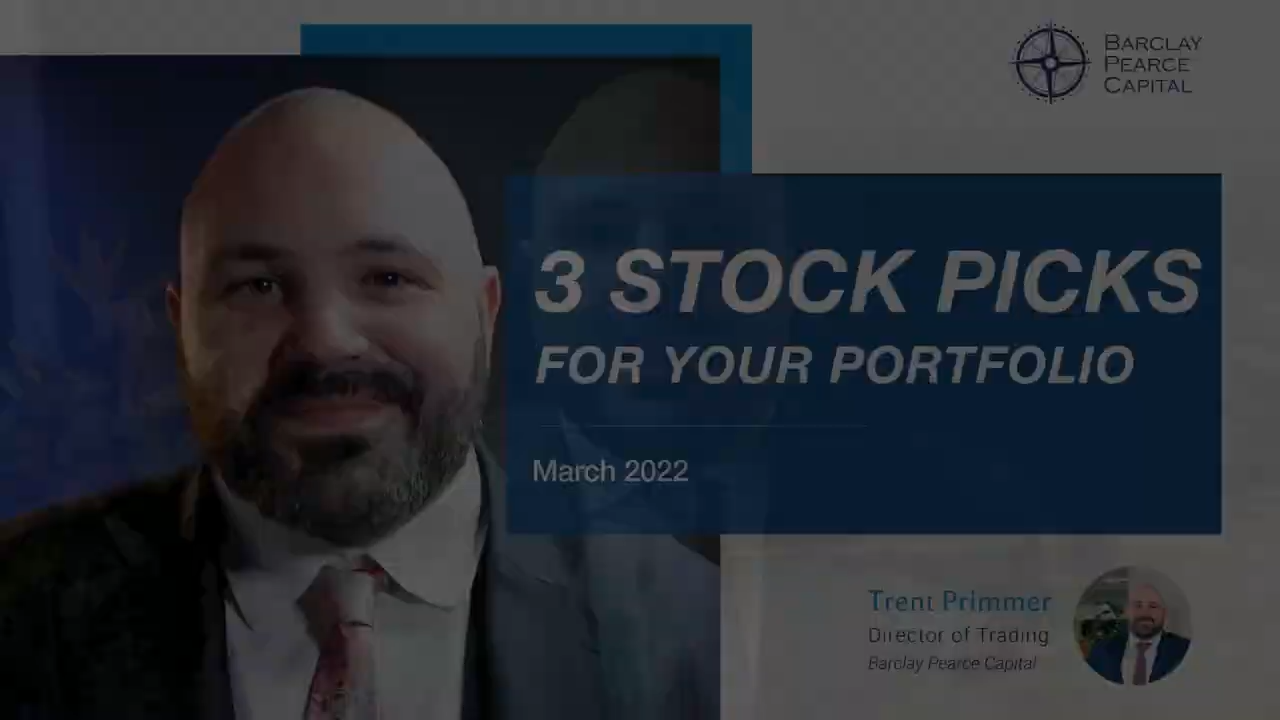 BARCLAY
PEARCE
CAPITAL
3 STOCK PICKS
FOR YOUR PORTFOLIO
March 2022
Trent Primmer
Director of Trading
Barclay Pearce Capital